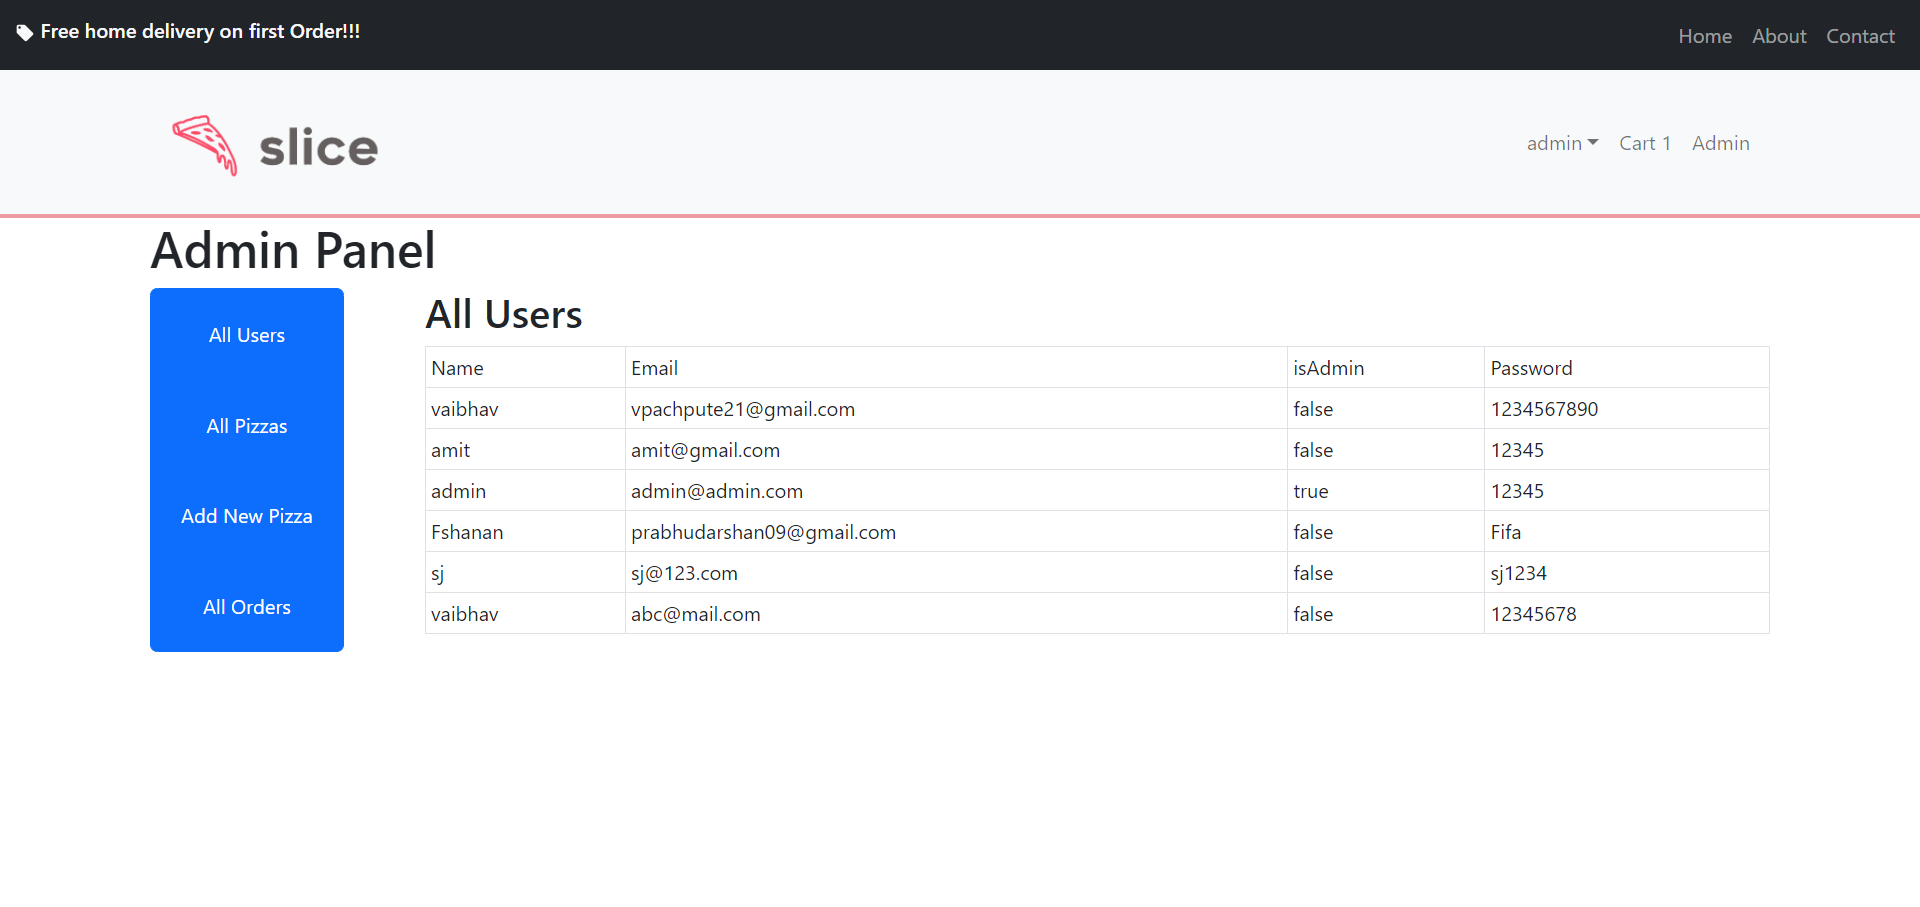 Free home delivery on first Order!!!
Home About Contact
slice
admin Cart 1 Admin
Admin Panel
All Users
All Pizzas
Add New Pizza
All Orders
All Users
Name Email isAdmin Password
vaibhav vpachpute21@gmail.com false 1234567890
amit amit@gmail.com false 12345
admin admin@admin.com true 12345
Fshanan prabhudarshan09@gmail.com false Fifa
sj sj@123.com false sj1234
vaibhav abc@mail.com false 12345678